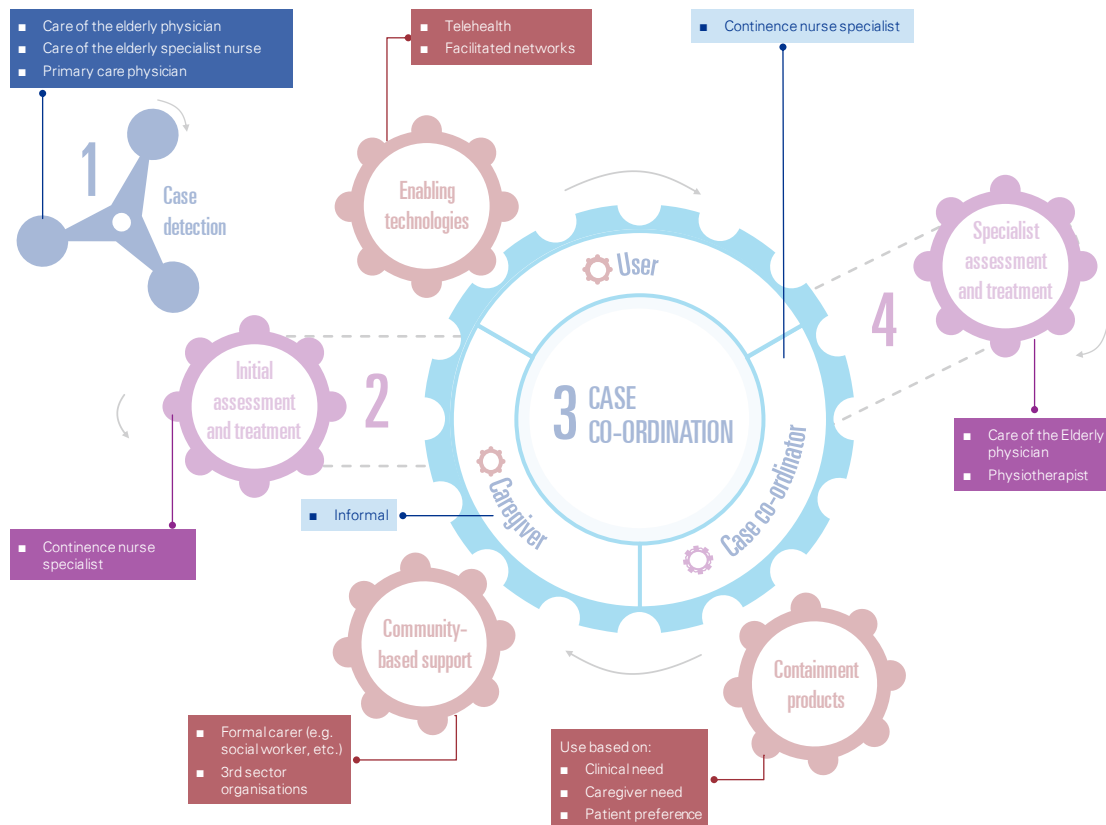 Care of the elderly physician
Care of the elderly specialist nurse
Primary care physician
Telehealth
Facilitated networks
Continence nurse specialist
1
Case
detection
Enabling
technologies
User
Specialist
assessment
and treatment
4
Initial
assessment
and treatment
2
3 CASE
CO-ORDINATION
Caregiver
Case co-ordinator
Care of the Elderly
physician
Physiotherapist
Informal
Continence nurse
specialist
Community-
based support
Containment
products
Formal carer (e.g.
social worker, etc.)
3rd sector
organisations
Use based on:
Clinical need
Caregiver need
Patient preference